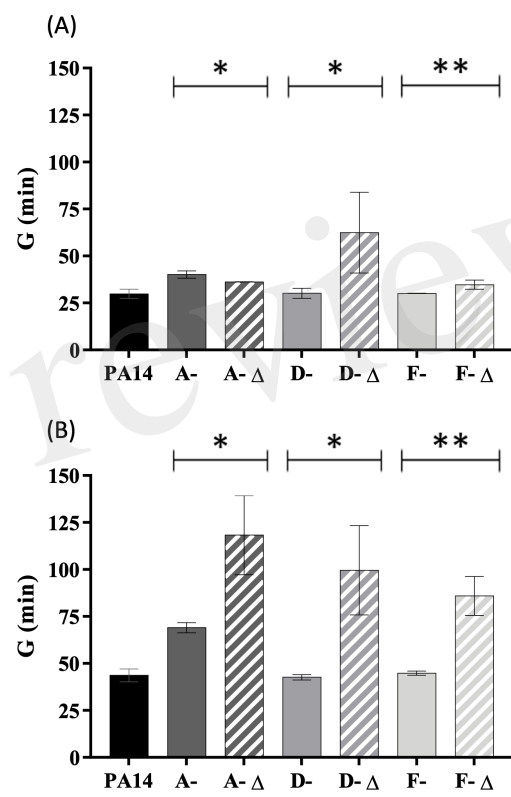 (A)
* * **
150
125
100
75
50
25
0
G (min)
PA14 A- A- Δ D- D- Δ F- F- Δ
review
(B)
* * **
150
125
100
75
50
25
0
G (min)
PA14 A- A- Δ D- D- Δ F- F- Δ